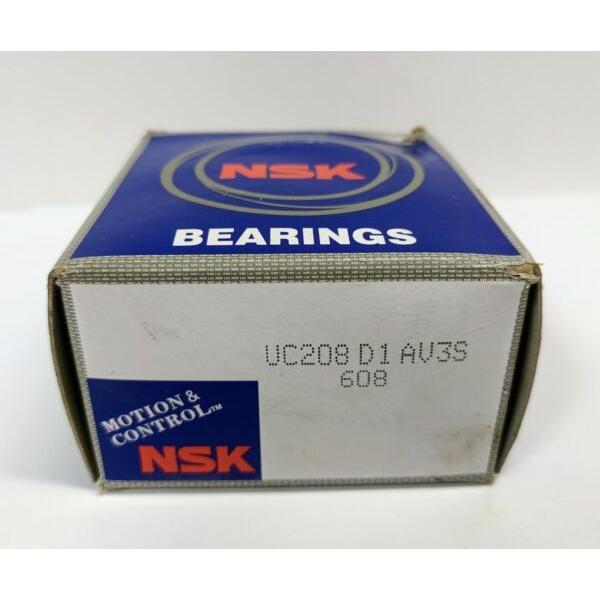 NSK
BEARINGS
UC208 D1 AV3S
608
MOTION &
CONTROL™
NSK